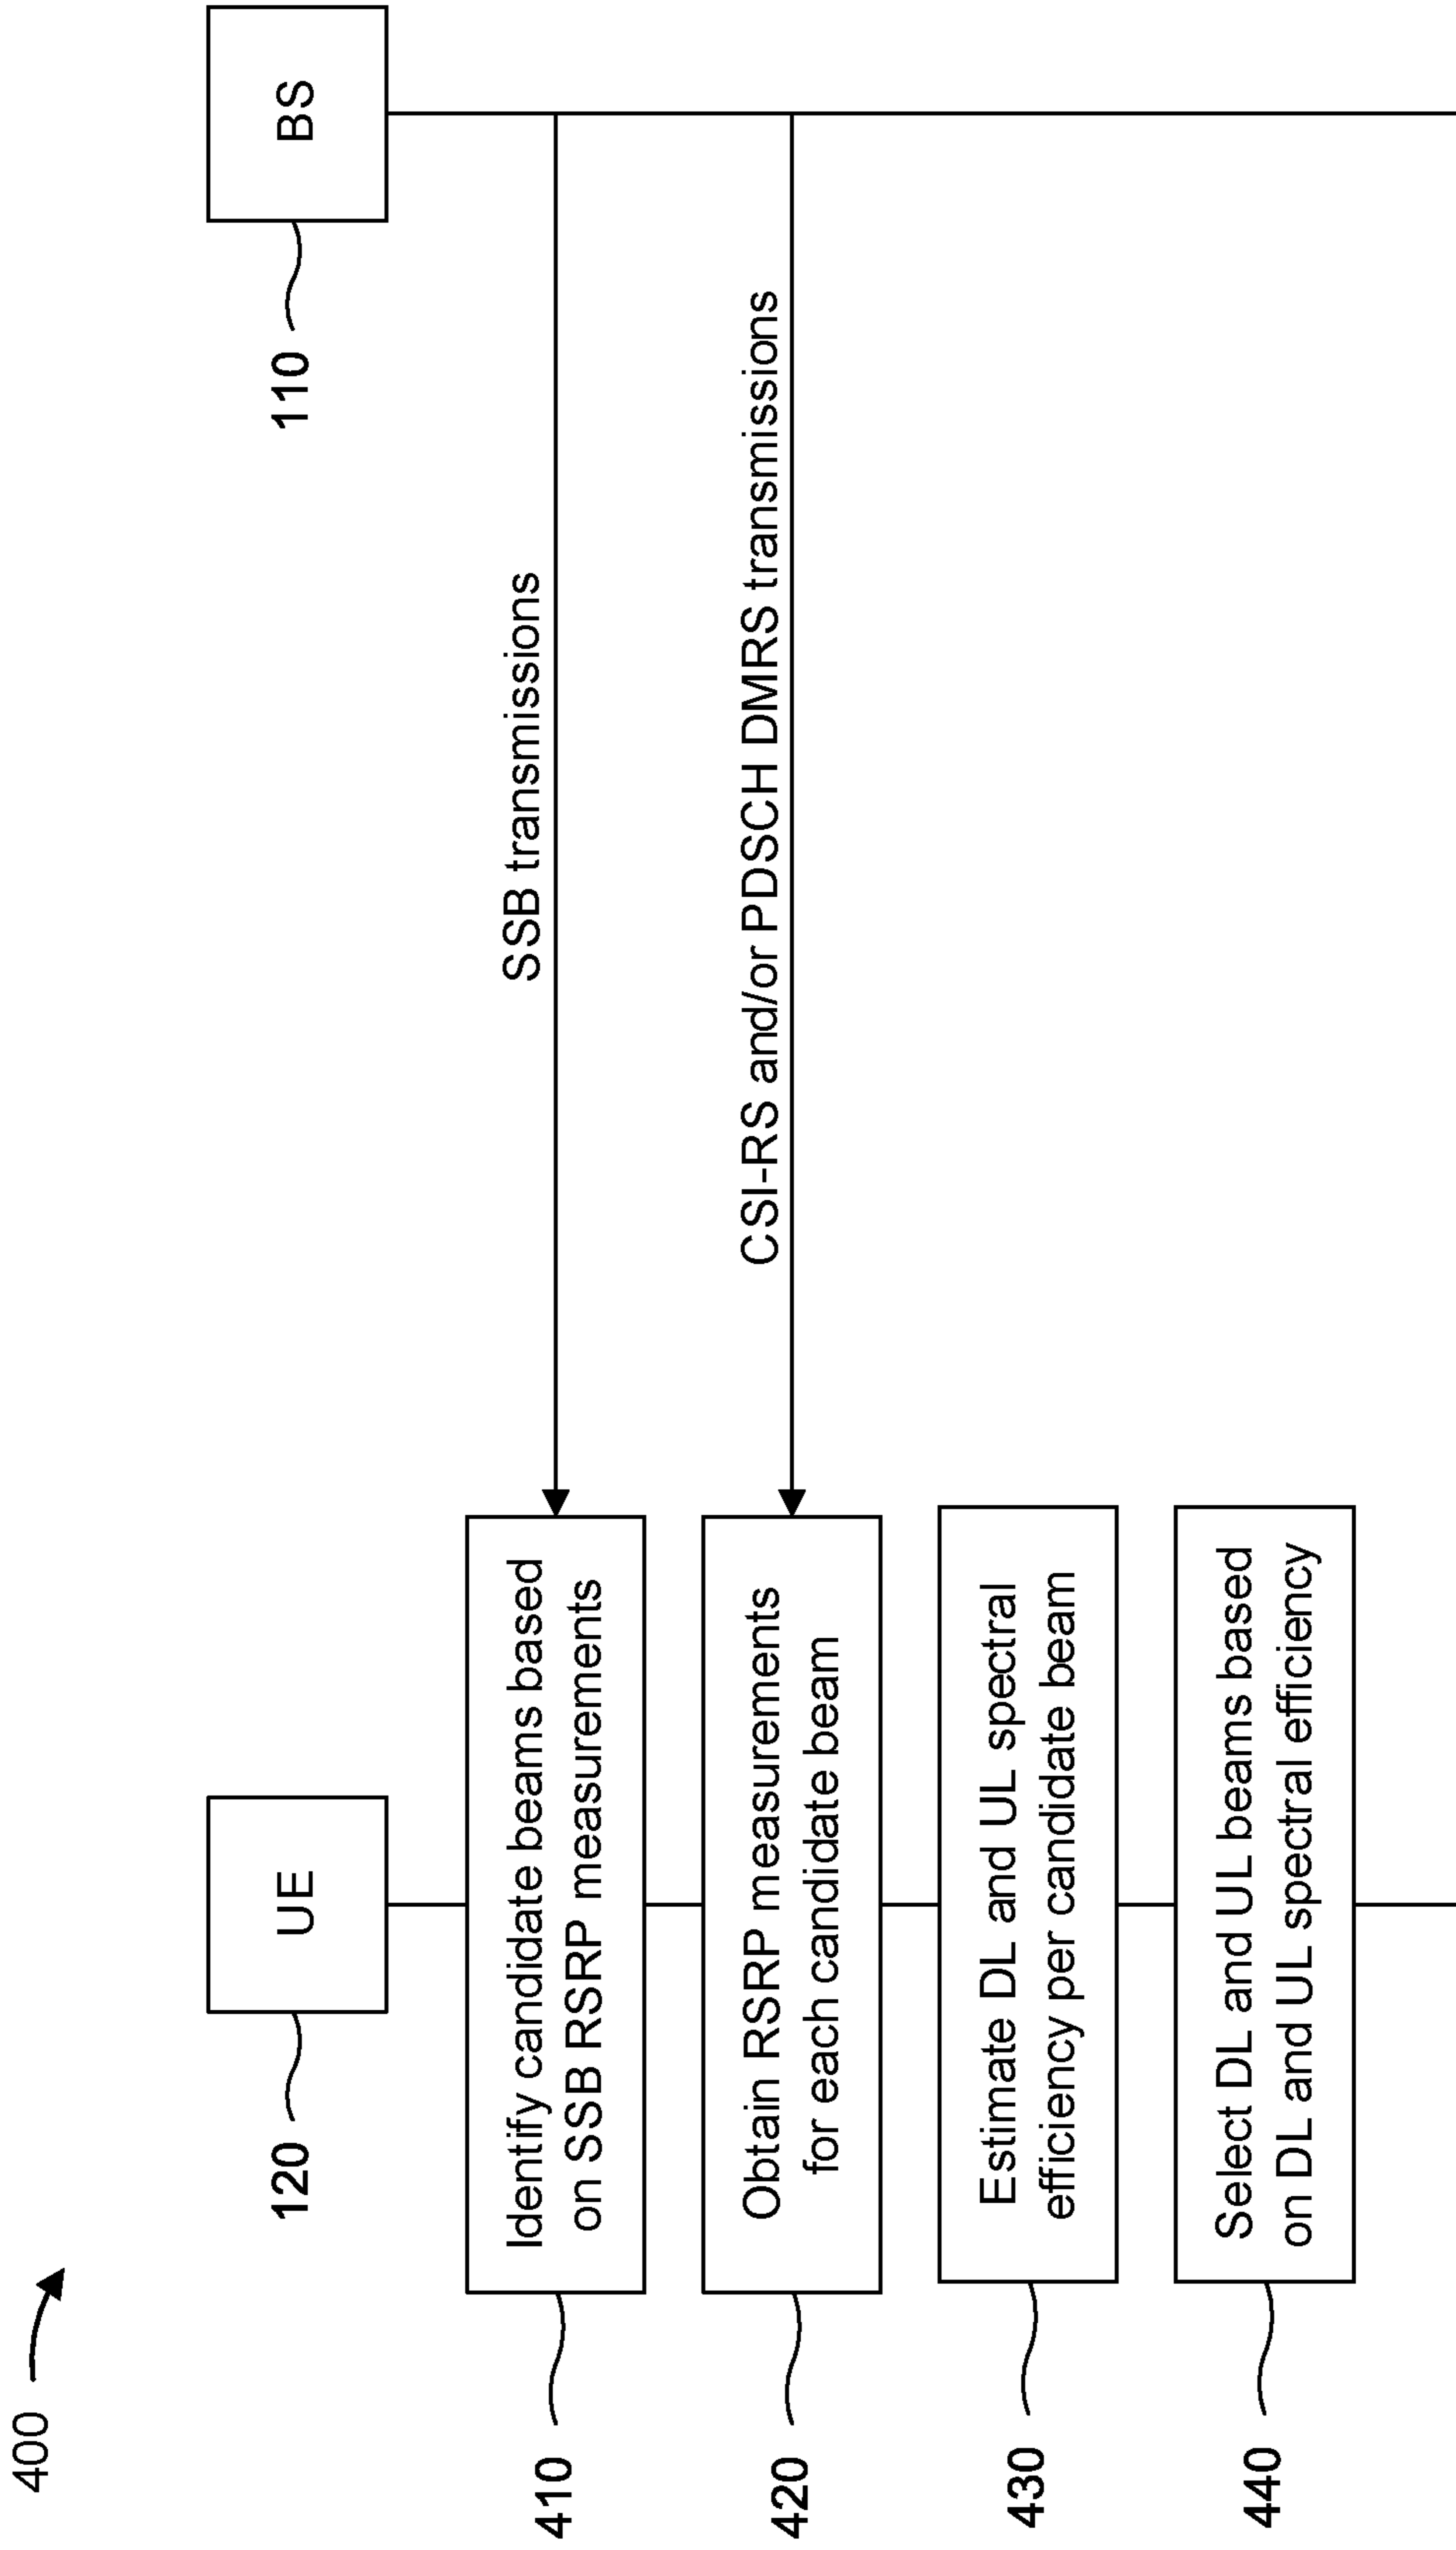 400
120
UE
110
BS
SSB transmissions
410
Identify candidate beams based
on SSB RSRP measurements
CSI-RS and/or PDSCH DMRS transmissions
420
Obtain RSRP measurements
for each candidate beam
430
Estimate DL and UL spectral
efficiency per candidate beam
440
Select DL and UL beams based
on DL and UL spectral efficiency